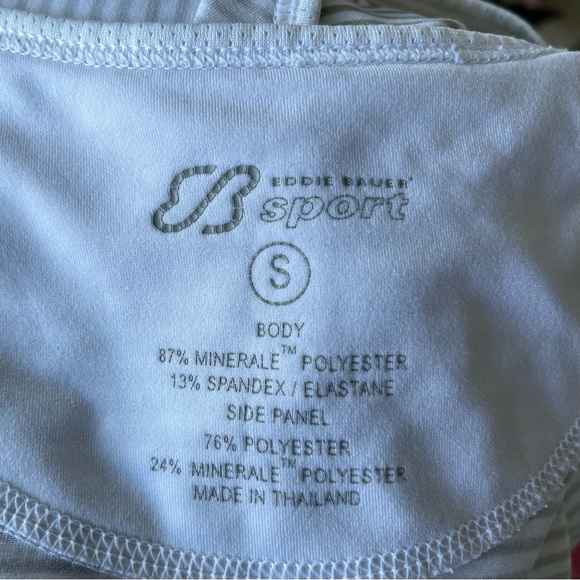 EB EDDIE BAUER®
sport
S
BODY
87% MINERALE™ POLYESTER
13% SPANDEX / ELASTANE
SIDE PANEL
76% POLYESTER
24% MINERALE™ POLYESTER
MADE IN THAILAND